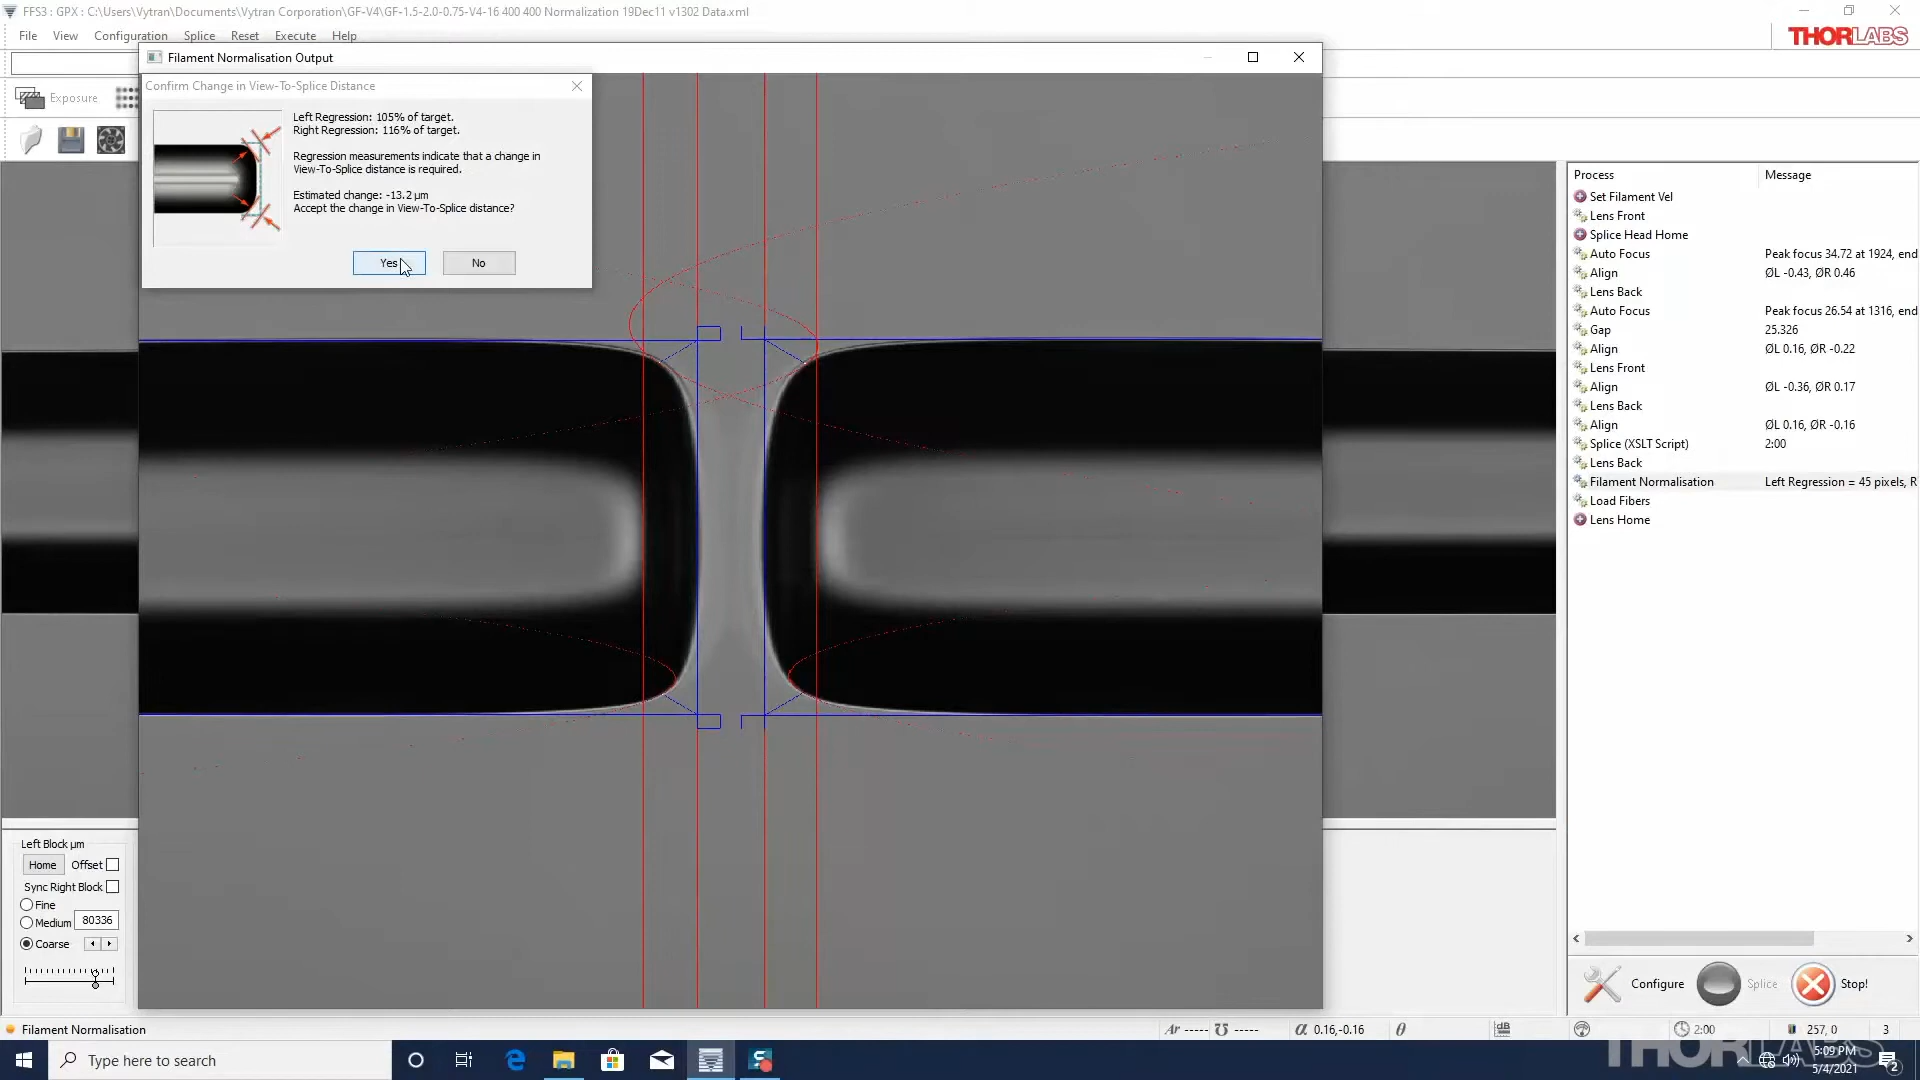 FFS3 : GPX : C:\Users\Vytran\Documents\Vytran Corporation\GF-V4\GF-1.5-2.0-0.75-V4-16 400 400 Normalization 19Dec11 v1302 Data.xml
File View Configuration Splice Reset Execute Help
THORLABS
Filament Normalisation Output
Confirm Change in View-To-Splice Distance
Exposure
Left Regression: 105% of target.
Right Regression: 116% of target.
Regression measurements indicate that a change in
View-To-Splice distance is required.
Estimated change: -13.2 µm
Accept the change in View-To-Splice distance?
Yes No
Process Message
Set Filament Vel
Lens Front
Splice Head Home
Auto Focus Peak focus 34.72 at 1924, end
Align ØL -0.43, ØR 0.46
Lens Back
Auto Focus Peak focus 26.54 at 1316, end
Gap 25.326
Align ØL 0.16, ØR -0.22
Lens Front
Align ØL -0.36, ØR 0.17
Lens Back
Align ØL 0.16, ØR -0.16
Splice (XSLT Script) 2:00
Lens Back
Filament Normalisation Left Regression = 45 pixels, R
Load Fibers
Lens Home
Left Block µm
Home Offset
Sync Right Block
Fine
Medium 80336
Coarse
Configure Splice Stop!
Filament Normalisation Ar ----- ℧ ----- α 0.16,-0.16 θ dB 2:00 257, 0 3
Type here to search
THORLABS
5:09 PM
5/4/2021
2